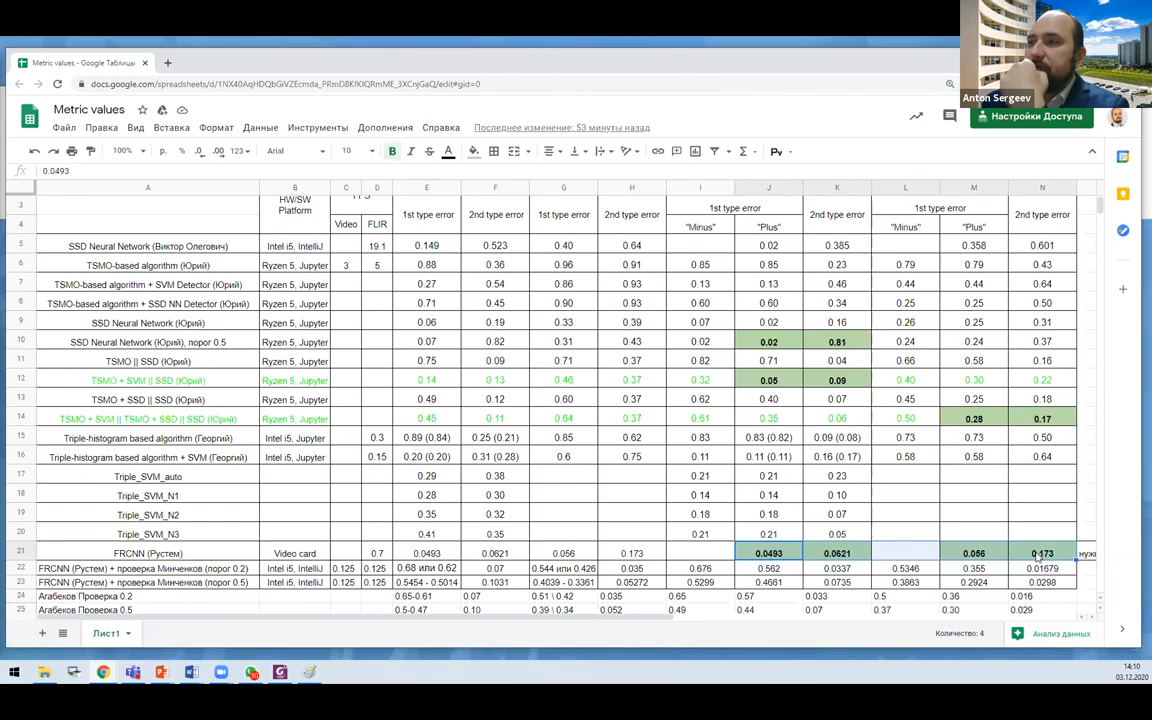 Metric values - Google Таблицы
docs.google.com/spreadsheets/d/1NX40AqHDQbGiVZEcmda_PRmD8KfKIQRmME_3XCnjGaQ/edit#gid=0
Anton Sergeev
Metric values
Файл Правка Вид Вставка Формат Данные Инструменты Дополнения Справка Последнее изменение: 53 минуты назад
Настройки Доступа
100% р. % .0 .00 123 Arial 10 B I S A Σ
fx 0.0493
A B C D E F G H I J K L M N
3 HW/SW Platform 1st type error 2nd type error 1st type error 2nd type error 1st type error 2nd type error 1st type error 2nd type error
4 Video FLIR "Minus" "Plus" "Minus" "Plus"
5 SSD Neural Network (Виктор Олегович) Intel i5, IntelliJ 19.1 0.149 0.523 0.40 0.64 0.02 0.385 0.358 0.601
6 TSMO-based algorithm (Юрий) Ryzen 5, Jupyter 3 5 0.88 0.36 0.96 0.91 0.85 0.85 0.23 0.79 0.79 0.43
7 TSMO-based algorithm + SVM Detector (Юрий) Ryzen 5, Jupyter 0.27 0.54 0.86 0.93 0.13 0.13 0.46 0.44 0.44 0.64
8 TSMO-based algorithm + SSD NN Detector (Юрий) Ryzen 5, Jupyter 0.71 0.45 0.90 0.93 0.60 0.60 0.34 0.25 0.25 0.50
9 SSD Neural Network (Юрий) Ryzen 5, Jupyter 0.06 0.19 0.33 0.39 0.07 0.02 0.16 0.26 0.25 0.31
10 SSD Neural Network (Юрий), порог 0.5 Ryzen 5, Jupyter 0.07 0.82 0.31 0.43 0.02 0.02 0.81 0.24 0.24 0.37
11 TSMO || SSD (Юрий) Ryzen 5, Jupyter 0.75 0.09 0.71 0.37 0.82 0.71 0.04 0.66 0.58 0.16
12 TSMO + SVM || SSD (Юрий) Ryzen 5, Jupyter 0.14 0.13 0.46 0.37 0.32 0.05 0.09 0.40 0.30 0.22
13 TSMO + SSD || SSD (Юрий) Ryzen 5, Jupyter 0.49 0.12 0.60 0.37 0.62 0.40 0.07 0.45 0.25 0.18
14 TSMO + SVM || TSMO + SSD || SSD (Юрий) Ryzen 5, Jupyter 0.45 0.11 0.64 0.37 0.61 0.35 0.06 0.50 0.28 0.17
15 Triple-histogram based algorithm (Георгий) Intel i5, Jupyter 0.3 0.89 (0.84) 0.25 (0.21) 0.85 0.62 0.83 0.83 (0.82) 0.09 (0.08) 0.73 0.73 0.50
16 Triple-histogram based algorithm + SVM (Георгий) Intel i5, Jupyter 0.15 0.20 (0.20) 0.31 (0.28) 0.6 0.75 0.11 0.11 (0.11) 0.16 (0.17) 0.58 0.58 0.64
17 Triple_SVM_auto 0.29 0.38 0.21 0.21 0.23
18 Triple_SVM_N1 0.28 0.30 0.14 0.14 0.10
19 Triple_SVM_N2 0.35 0.32 0.18 0.18 0.07
20 Triple_SVM_N3 0.41 0.35 0.21 0.21 0.05
21 FRCNN (Рустем) Video card 0.7 0.0493 0.0621 0.056 0.173 0.0493 0.0621 0.056 0.173
22 FRCNN (Рустем) + проверка Минченков (порог 0.2) 0.125 0.125 0.68 или 0.62 0.07 0.544 или 0.426 0.035 0.676 0.562 0.0337 0.5346 0.355 0.01679
23 FRCNN (Рустем) + проверка Минченков (порог 0.5) 0.125 0.125 0.5454 - 0.5014 0.1031 0.4039 - 0.3361 0.05272 0.5299 0.4661 0.0735 0.3863 0.2924 0.0298
24 Агабеков Проверка 0.2 0.65-0.61 0.07 0.51 \ 0.42 0.035 0.65 0.57 0.033 0.5 0.36 0.016
25 Агабеков Проверка 0.5 0.5-0.47 0.10 0.39 \ 0.34 0.052 0.49 0.44 0.07 0.37 0.30 0.029
Лист1
Количество: 4
Анализ данных
14:10
03.12.2020